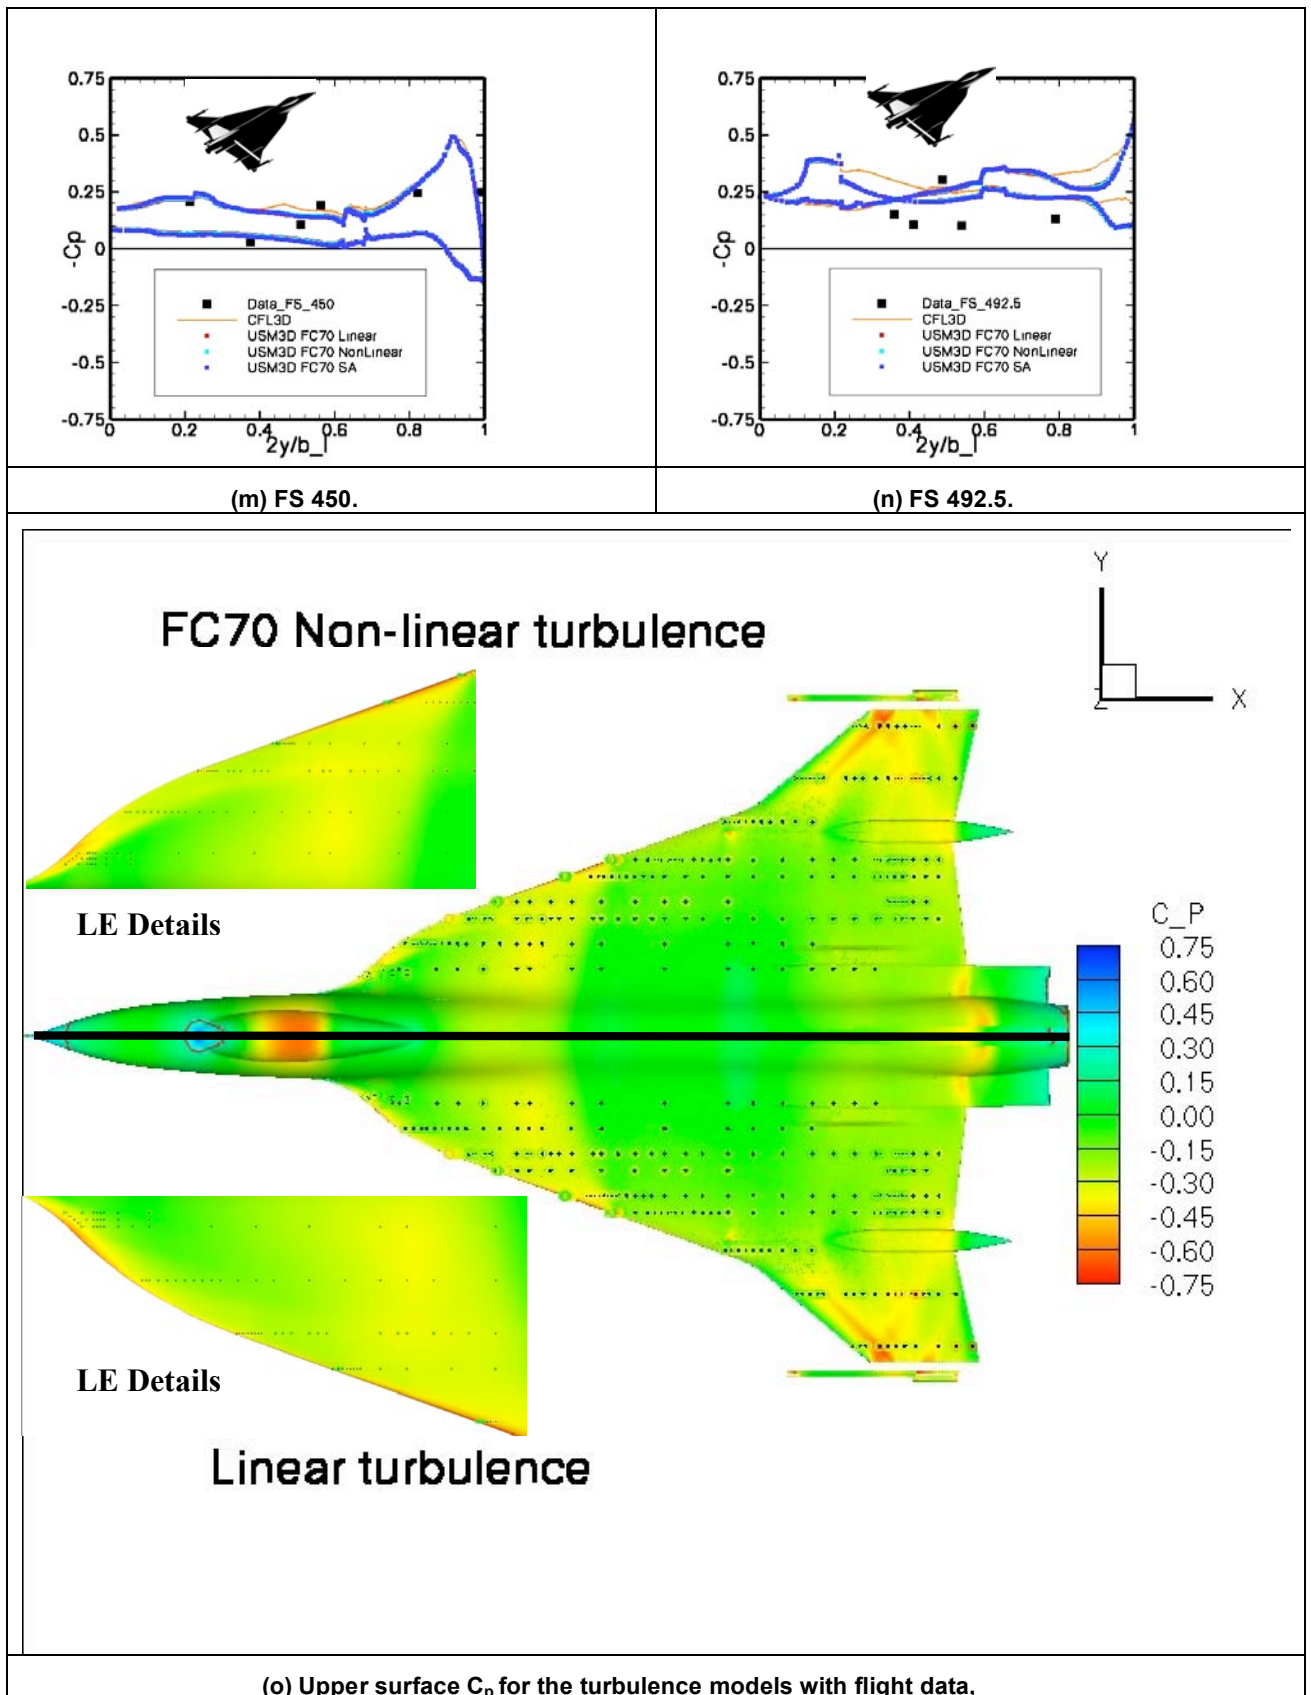 0.75
0.5
0.25
0
-0.25
-0.5
-0.75
-Cp
0 0.2 0.4 0.6 0.8 1
2y/b_l
Data_FS_450
CFL3D
USM3D FC70 Linear
USM3D FC70 NonLinear
USM3D FC70 SA
0.75
0.5
0.25
0
-0.25
-0.5
-0.75
-Cp
0 0.2 0.4 0.6 0.8 1
2y/b_l
Data_FS_492.5
CFL3D
USM3D FC70 Linear
USM3D FC70 NonLinear
USM3D FC70 SA
(m) FS 450.
(n) FS 492.5.
FC70 Non-linear turbulence
Y
Z
X
LE Details
C_P
0.75
0.60
0.45
0.30
0.15
0.00
-0.15
-0.30
-0.45
-0.60
-0.75
LE Details
Linear turbulence
(o) Upper surface Cp for the turbulence models with flight data,